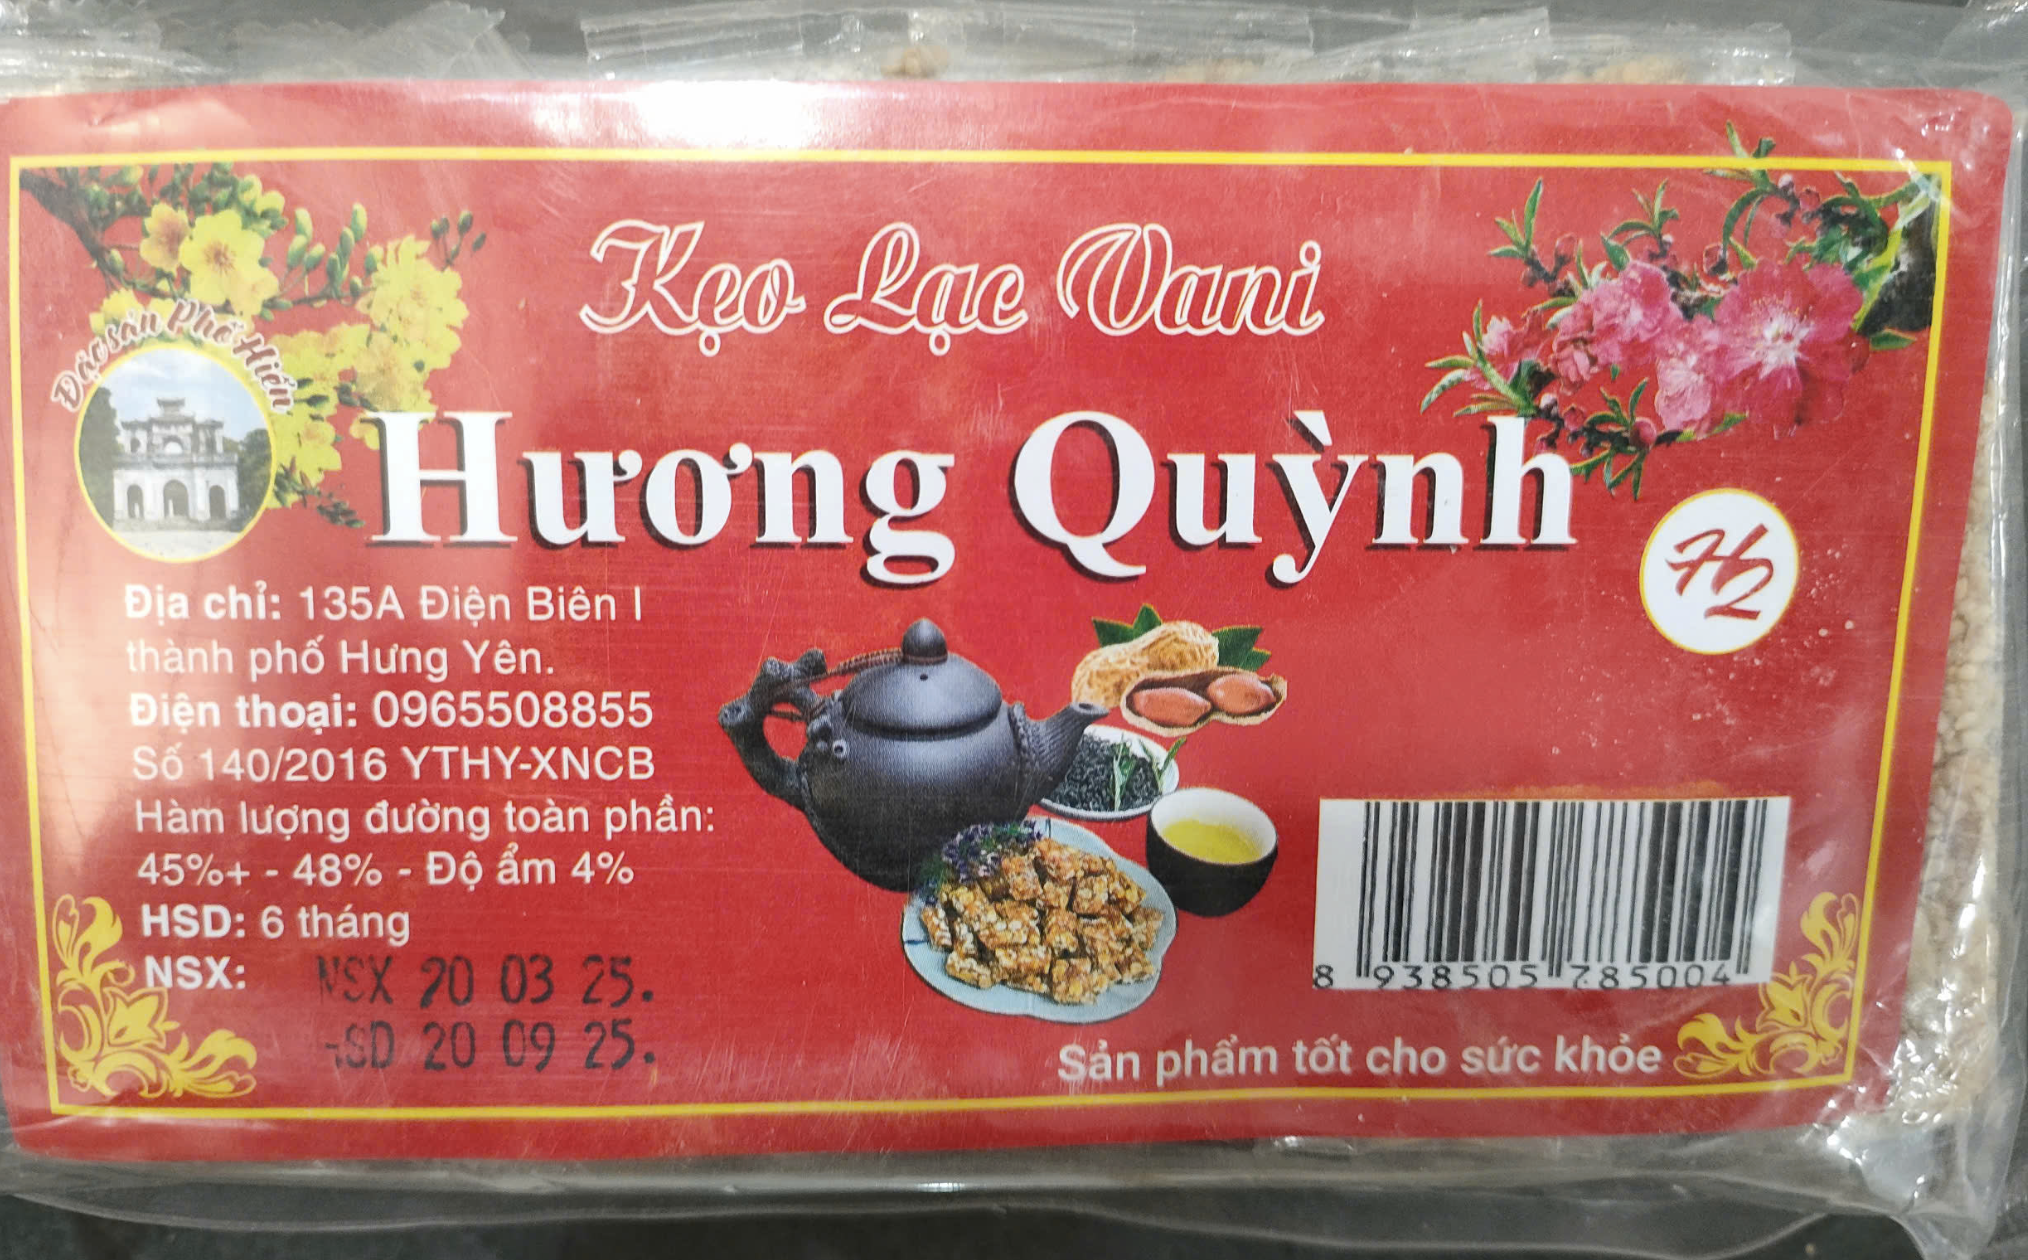 Kẹo Lạc Vani
Đặc sản Phố Hiến
Hương Quỳnh
HQ
Địa chỉ: 135A Điện Biên I
thành phố Hưng Yên.
Điện thoại: 0965508855
Số 140/2016 YTHY-XNCB
Hàm lượng đường toàn phần:
45%+ - 48% - Độ ẩm 4%
HSD: 6 tháng
NSX: NSX 20 03 25.
HSD 20 09 25.
8 938505 785004
Sản phẩm tốt cho sức khỏe